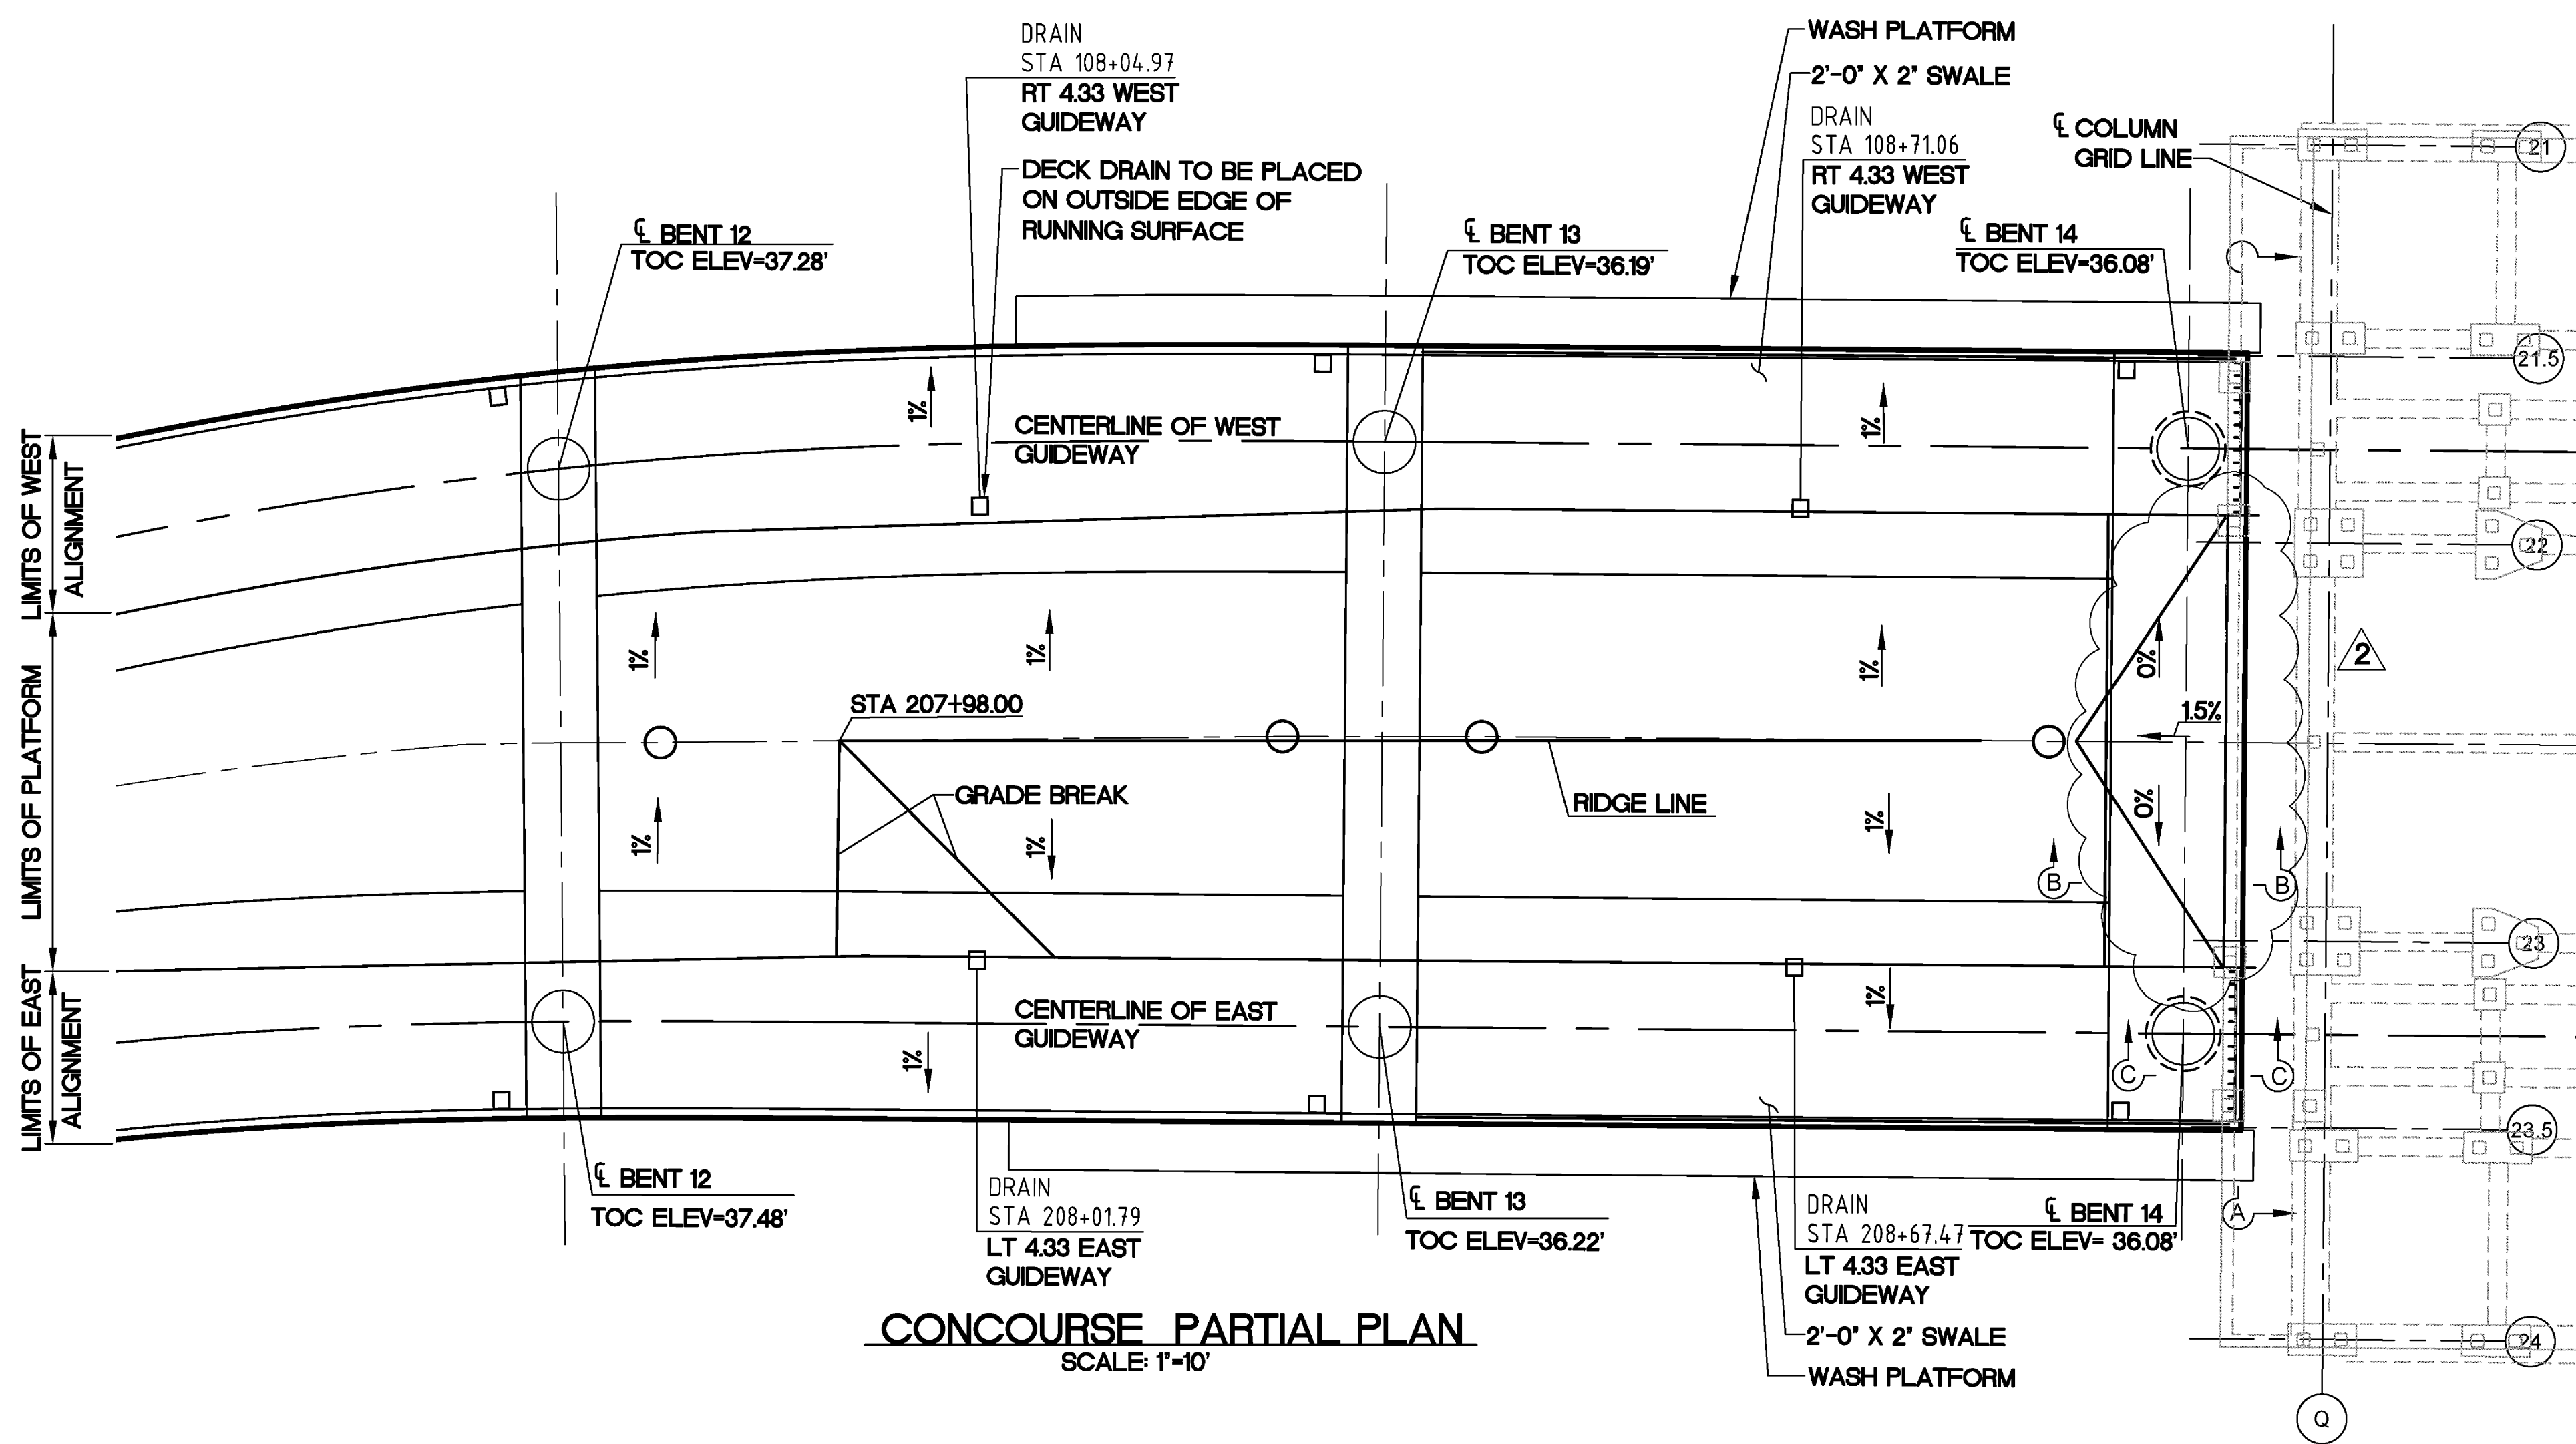 DRAIN
STA 108+04.97
RT 4.33 WEST
GUIDEWAY
DECK DRAIN TO BE PLACED
ON OUTSIDE EDGE OF
RUNNING SURFACE
WASH PLATFORM
2'-0" X 2" SWALE
DRAIN
STA 108+71.06
RT 4.33 WEST
GUIDEWAY
℄ COLUMN
GRID LINE
21
℄ BENT 12
TOC ELEV=37.28'
℄ BENT 13
TOC ELEV=36.19'
℄ BENT 14
TOC ELEV=36.08'
21.5
1%
1%
CENTERLINE OF WEST
GUIDEWAY
LIMITS OF WEST
ALIGNMENT
22
1%
1%
1%
0%
2
STA 207+98.00
1.5%
LIMITS OF PLATFORM
GRADE BREAK
RIDGE LINE
1%
1%
1%
0%
B
B
23
LIMITS OF EAST
ALIGNMENT
CENTERLINE OF EAST
GUIDEWAY
1%
1%
C
C
23.5
℄ BENT 12
TOC ELEV=37.48'
DRAIN
STA 208+01.79
LT 4.33 EAST
GUIDEWAY
℄ BENT 13
TOC ELEV=36.22'
DRAIN
STA 208+67.47
LT 4.33 EAST
GUIDEWAY
℄ BENT 14
TOC ELEV= 36.08'
A
2'-0" X 2" SWALE
WASH PLATFORM
24
Q
CONCOURSE PARTIAL PLAN
SCALE: 1"=10'